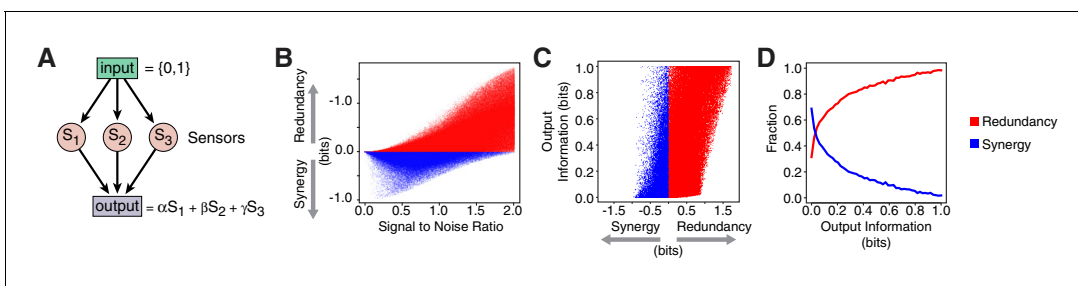 A
input = {0,1}
S1 S2 S3 Sensors
output = αS1 + βS2 + γS3
B
Redundancy
Synergy
(bits)
-1.0
0.0
-1.0
0.0 0.5 1.0 1.5 2.0
Signal to Noise Ratio
C
Output
Information (bits)
1.0
0.8
0.6
0.4
0.2
0.0
-1.5 -0.5 0.5 1.5
Synergy Redundancy
(bits)
D
Fraction
1.0
0.8
0.6
0.4
0.2
0.0
0.0 0.2 0.4 0.6 0.8 1.0
Output Information
(bits)
Redundancy
Synergy